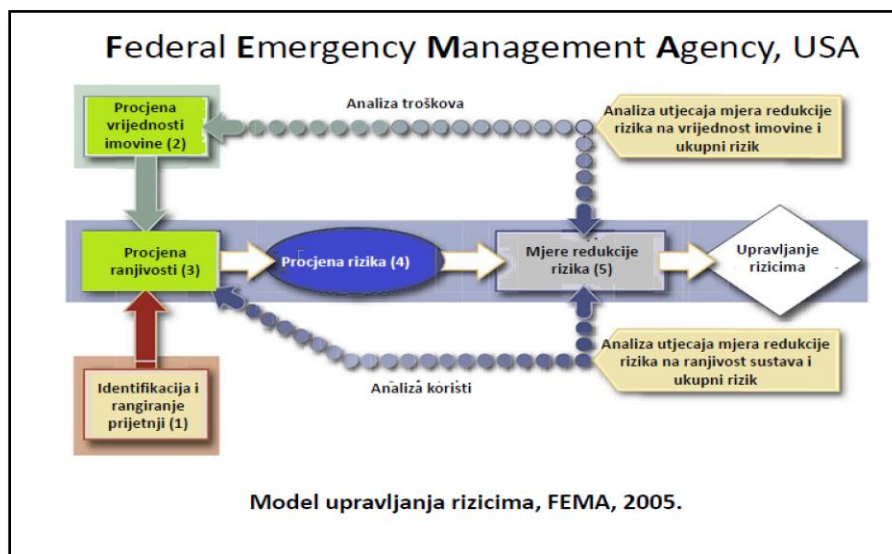 Federal Emergency Management Agency, USA
Procjena
vrijednosti
imovine (2)
Analiza troškova
Analiza utjecaja mjera redukcije
rizika na vrijednost imovine i
ukupni rizik
Procjena
ranjivosti (3)
Procjena rizika (4)
Mjere redukcije
rizika (5)
Upravljanje
rizicima
Identifikacija i
rangiranje
prijetnji (1)
Analiza koristi
Analiza utjecaja mjera redukcije
rizika na ranjivost sustava i
ukupni rizik
Model upravljanja rizicima, FEMA, 2005.